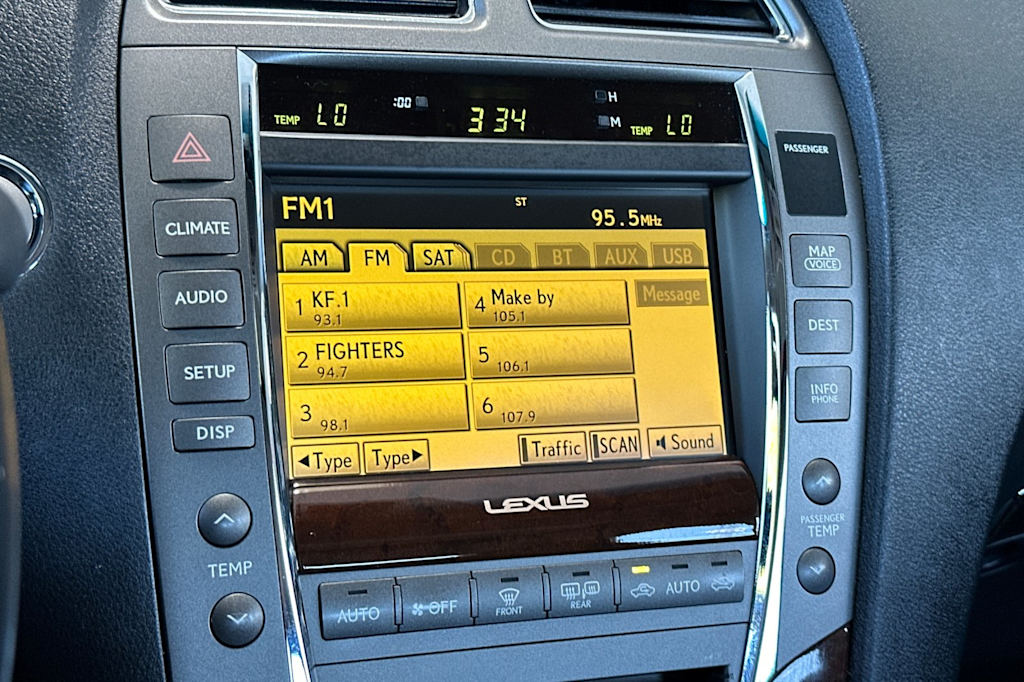 TEMP LO :00 3 34 H
M TEMP LO
PASSENGER
FM1 ST 95.5MHz
AM FM SAT CD BT AUX USB
1 KF.1
93.1
4 Make by
105.1
Message
2 FIGHTERS
94.7
5
106.1
3
98.1
6
107.9
◀Type Type▶ Traffic SCAN Sound
CLIMATE
AUDIO
SETUP
DISP
TEMP
MAP
VOICE
DEST
INFO
PHONE
PASSENGER
TEMP
LEXUS
AUTO OFF FRONT REAR AUTO